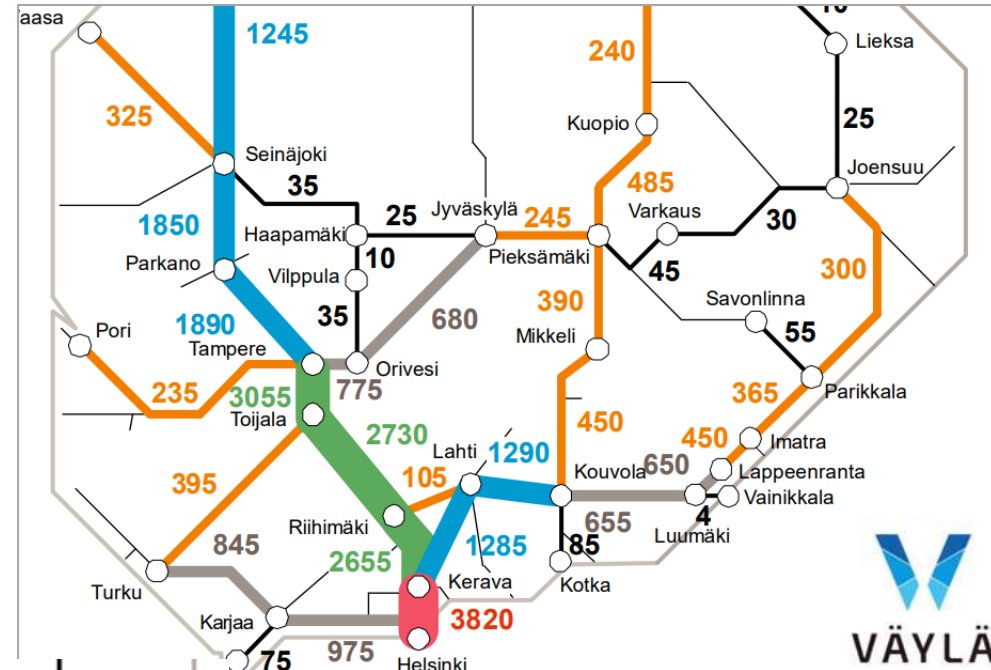 aasa
1245
240
Lieksa
325
Kuopio
25
Seinäjoki
35
485
Joensuu
1850
25
Jyväskylä
245
Varkaus
30
Haapamäki
Parkano
10
Pieksämäki
45
300
Vilppula
390
Savonlinna
1890
35
680
55
Pori
Mikkeli
Tampere
775
Orivesi
235
3055
365
Parikkala
Toijala
2730
450
450
Imatra
Lahti
1290
395
105
Kouvola
650
Lappeenranta
Vainikkala
Riihimäki
655
4
Luumäki
845
2655
1285
85
Turku
Kerava
Kotka
Karjaa
3820
75
975
Helsinki
VÄYLÄ